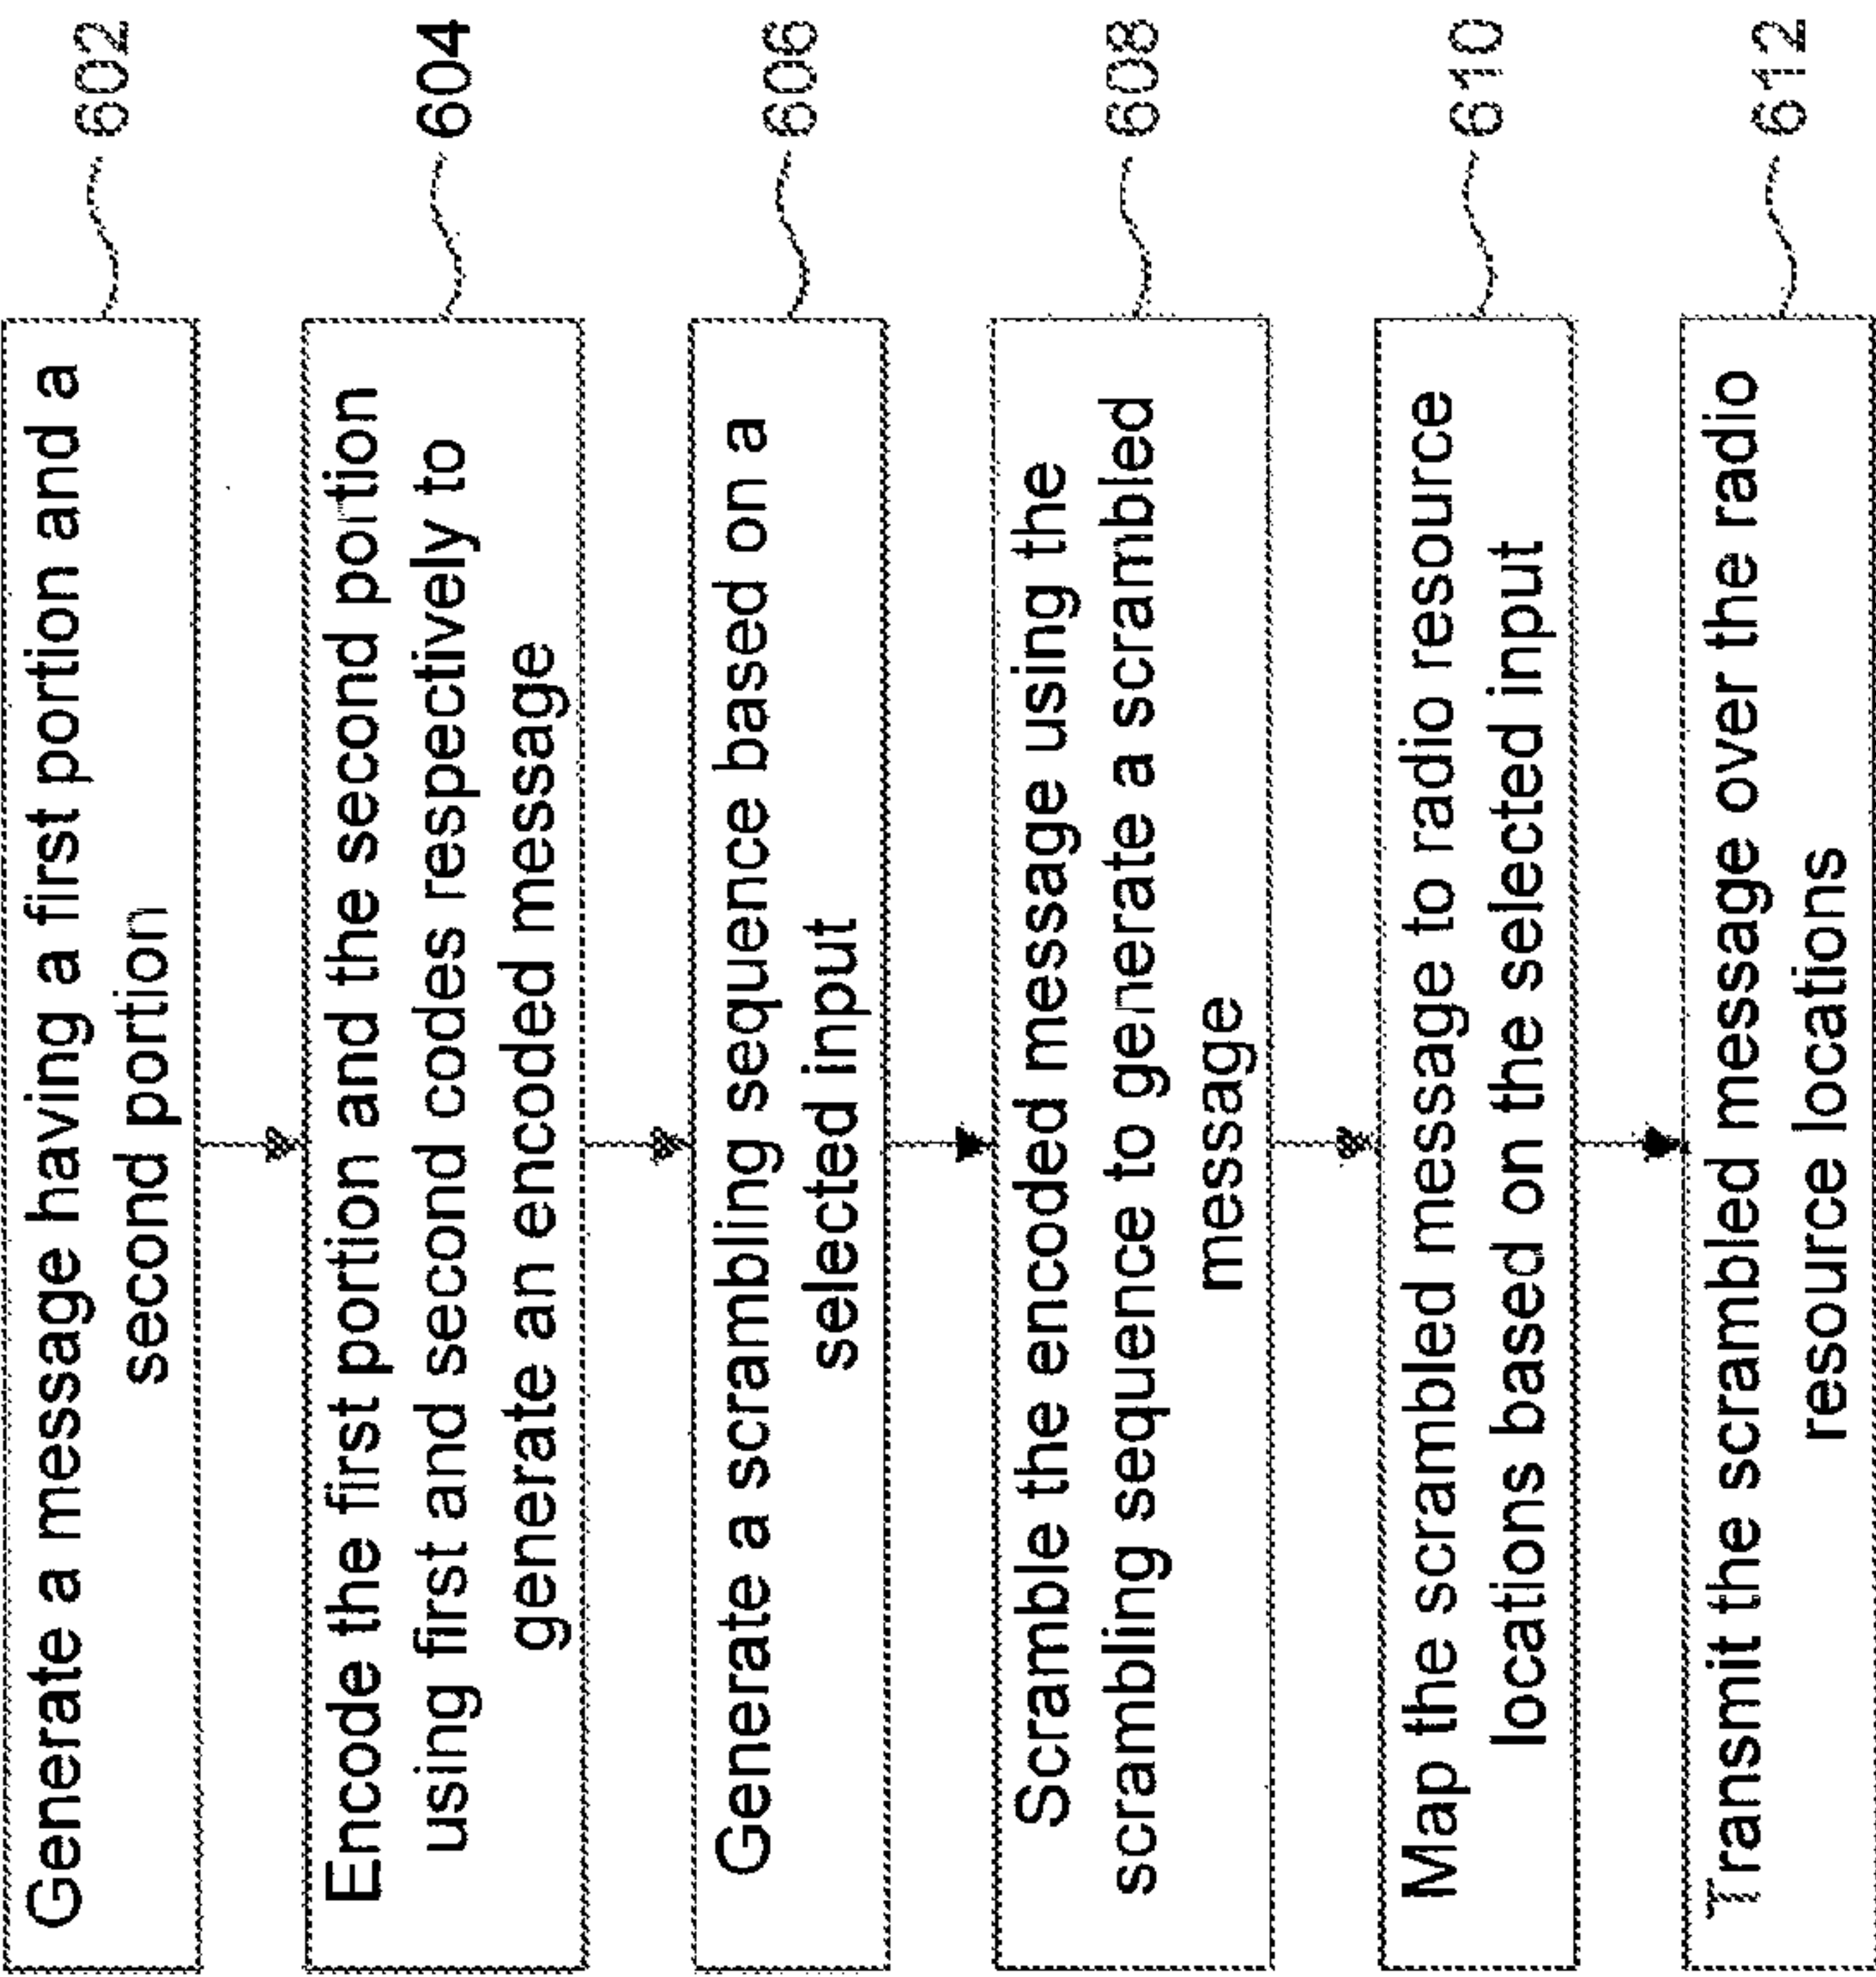 Generate a message having a first portion and a
second portion
602
Encode the first portion and the second portion
using first and second codes respectively to
generate an encoded message
604
Generate a scrambling sequence based on a
selected input
606
Scramble the encoded message using the
scrambling sequence to generate a scrambled
message
608
Map the scrambled message to radio resource
locations based on the selected input
610
Transmit the scrambled message over the radio
resource locations
612